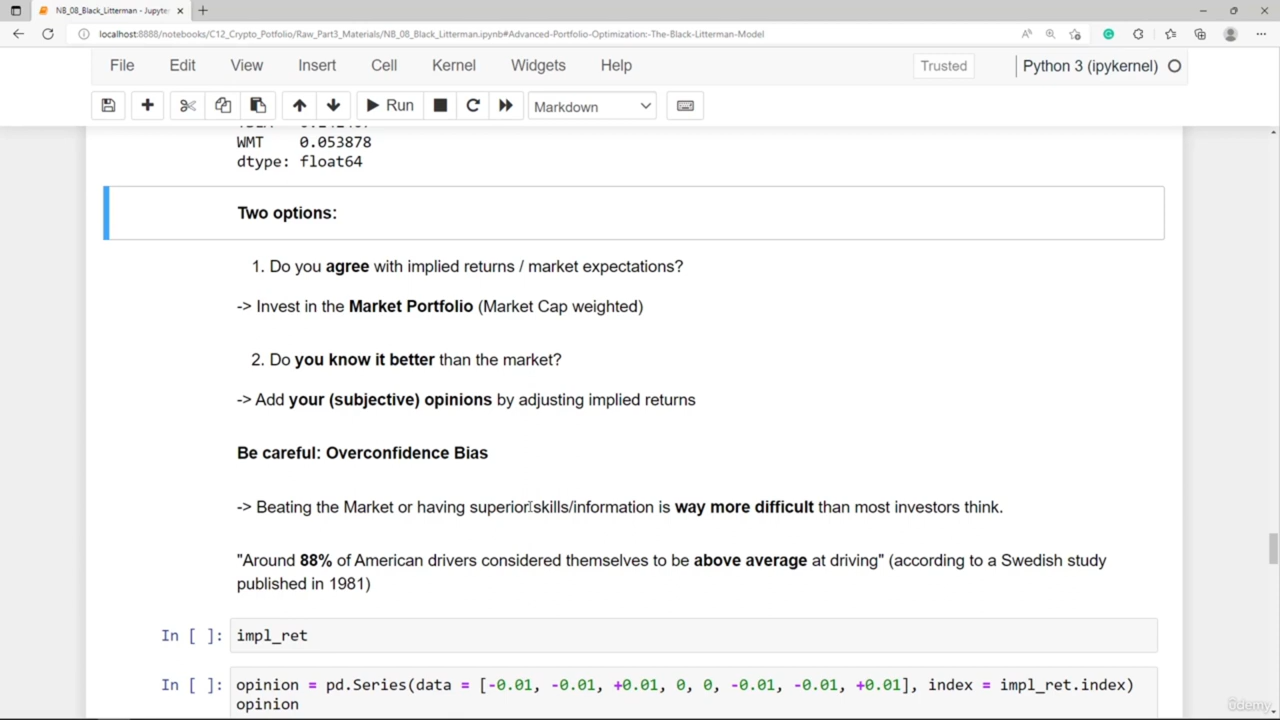 NB_08_Black_Litterman - Jupyter
localhost:8888/notebooks/C12_Crypto_Potfolio/Raw_Part3_Materials/NB_08_Black_Litterman.ipynb#Advanced-Portfolio-Optimization:-The-Black-Litterman-Model
File Edit View Insert Cell Kernel Widgets Help Trusted Python 3 (ipykernel)
Run Markdown
WMT 0.053878
dtype: float64
Two options:
1. Do you agree with implied returns / market expectations?
-> Invest in the Market Portfolio (Market Cap weighted)
2. Do you know it better than the market?
-> Add your (subjective) opinions by adjusting implied returns
Be careful: Overconfidence Bias
-> Beating the Market or having superior skills/information is way more difficult than most investors think.
"Around 88% of American drivers considered themselves to be above average at driving" (according to a Swedish study
published in 1981)
In [ ]: impl_ret
In [ ]: opinion = pd.Series(data = [-0.01, -0.01, +0.01, 0, 0, -0.01, -0.01, +0.01], index = impl_ret.index)
opinion
ûdemy